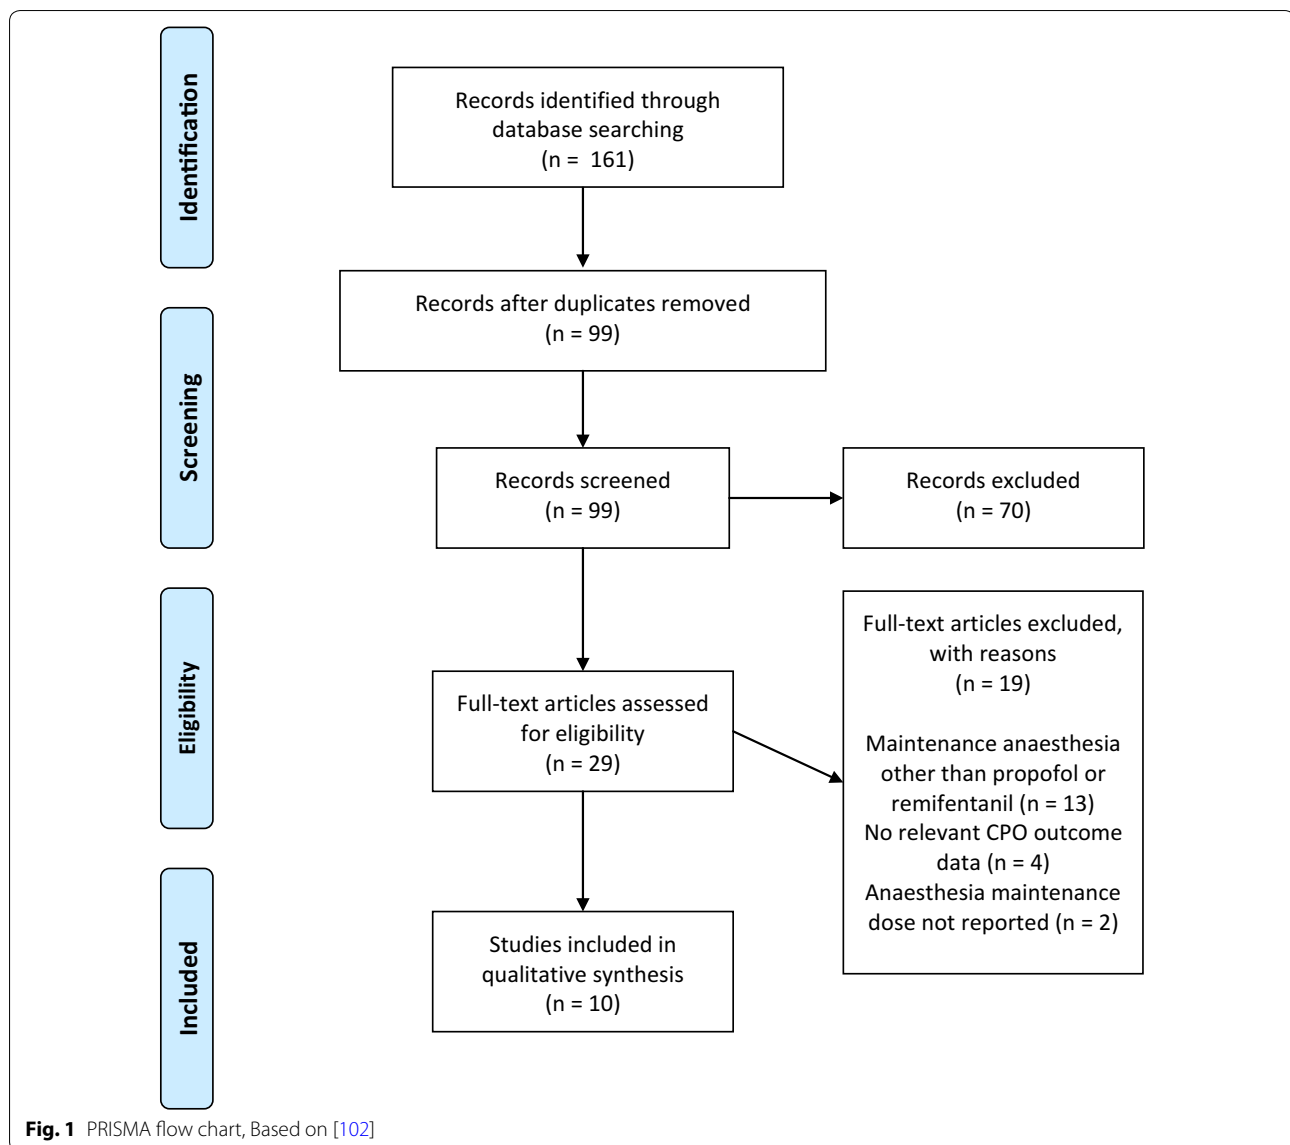 Identification
Records identified through
database searching
(n = 161)
Records after duplicates removed
(n = 99)
Screening
Records screened
(n = 99)
Records excluded
(n = 70)
Eligibility
Full-text articles assessed
for eligibility
(n = 29)
Full-text articles excluded,
with reasons
(n = 19)
Maintenance anaesthesia
other than propofol or
remifentanil (n = 13)
No relevant CPO outcome
data (n = 4)
Anaesthesia maintenance
dose not reported (n = 2)
Included
Studies included in
qualitative synthesis
(n = 10)
Fig. 1 PRISMA flow chart, Based on [102]